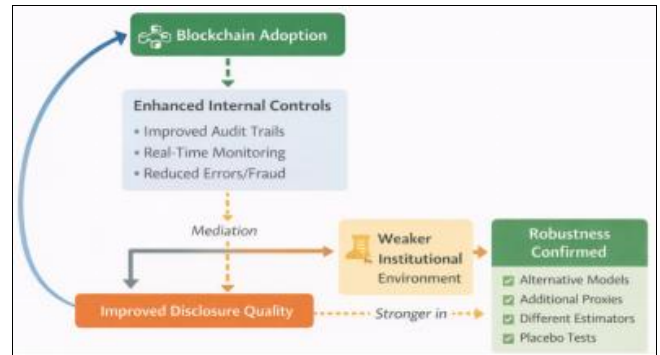 Blockchain Adoption
Enhanced Internal Controls
• Improved Audit Trails
• Real-Time Monitoring
• Reduced Errors/Fraud
Mediation
Weaker
Institutional
Environment
Robustness
Confirmed
Alternative Models
Additional Proxies
Different Estimators
Placebo Tests
Improved Disclosure Quality
Stronger in